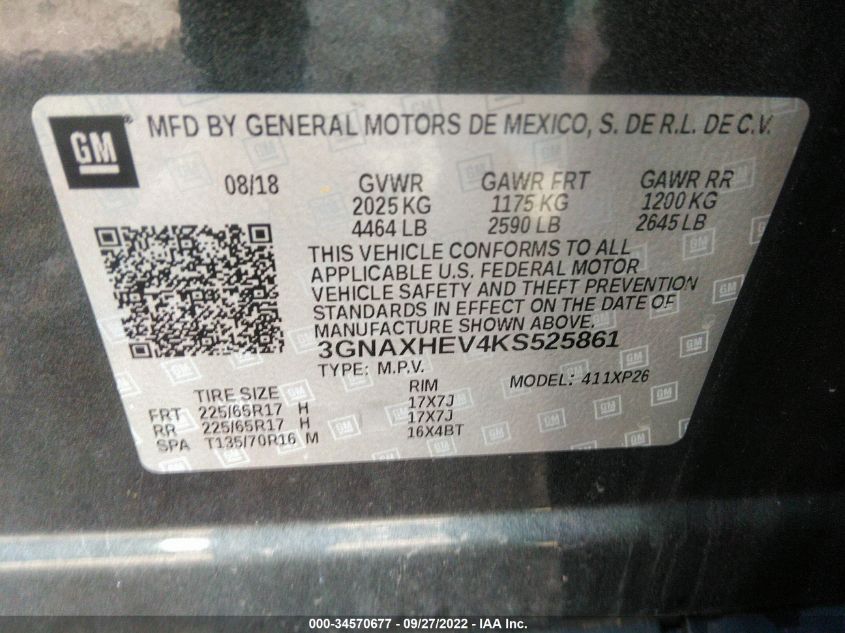 GM
MFD BY GENERAL MOTORS DE MEXICO, S. DE R.L. DE C.V.
08/18 GVWR GAWR FRT GAWR RR
2025 KG 1175 KG 1200 KG
4464 LB 2590 LB 2645 LB
THIS VEHICLE CONFORMS TO ALL
APPLICABLE U.S. FEDERAL MOTOR
VEHICLE SAFETY AND THEFT PREVENTION
STANDARDS IN EFFECT ON THE DATE OF
MANUFACTURE SHOWN ABOVE.
3GNAXHEV4KS525861
TYPE: M.P.V. MODEL: 411XP26
TIRE SIZE RIM
FRT 225/65R17 H 17X7J
RR 225/65R17 H 17X7J
SPA T135/70R16 M 16X4BT
000-34570677 - 09/27/2022 - IAA Inc.